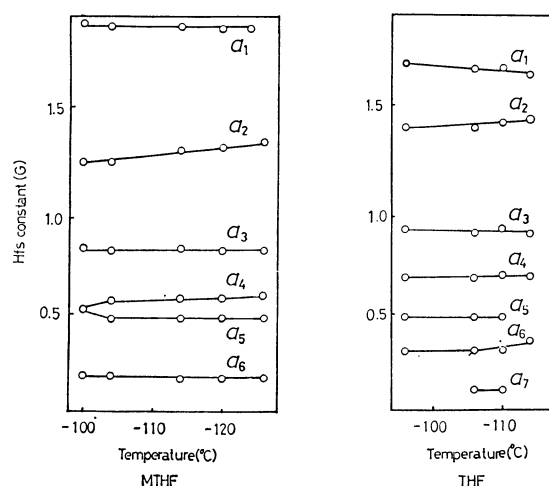 Hfs constant (G)
1.5
1.0
0.5
a1
a2
a3
a4
a5
a6
-100 -110 -120
Temperature(°C)
MTHF
1.5
1.0
0.5
a1
a2
a3
a4
a5
a6
a7
-100 -110
Temperature(°C)
THF